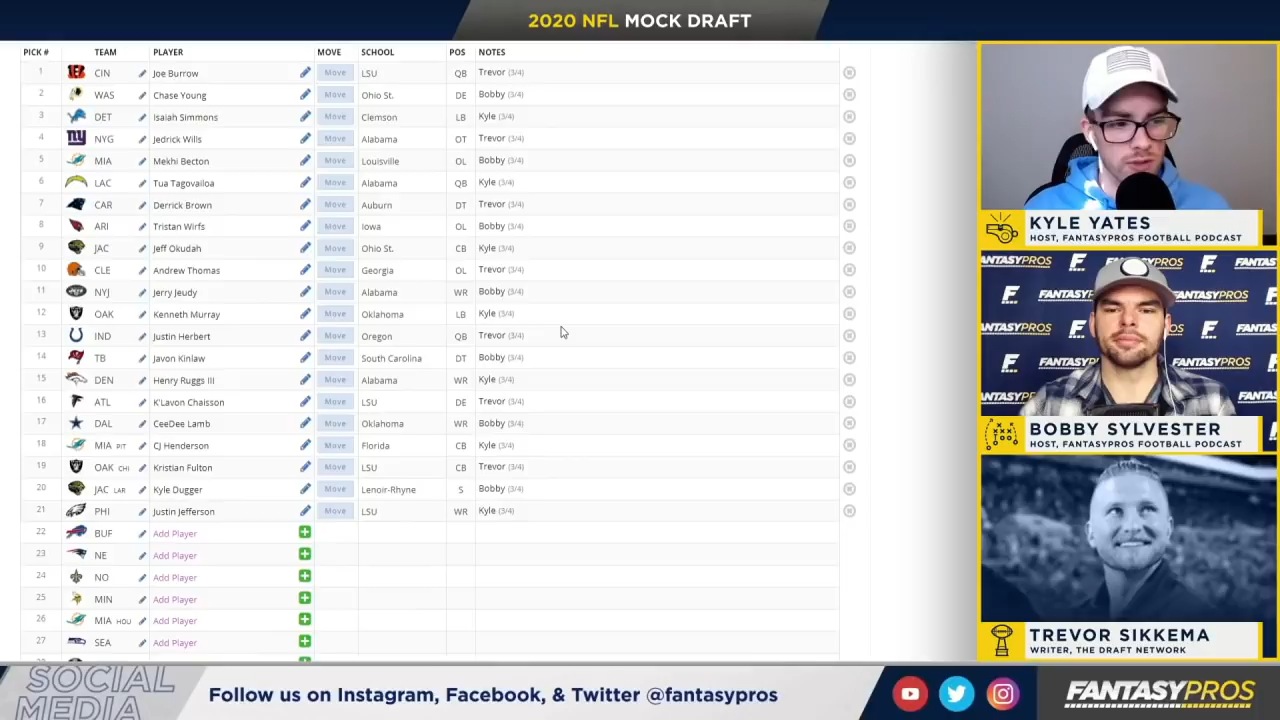 2020 NFL MOCK DRAFT
PICK # TEAM PLAYER MOVE SCHOOL POS NOTES
1 CIN Joe Burrow Move LSU QB Trevor (3/4)
2 WAS Chase Young Move Ohio St. DE Bobby (3/4)
3 DET Isaiah Simmons Move Clemson LB Kyle (3/4)
4 NYG Jedrick Wills Move Alabama OT Trevor (3/4)
5 MIA Mekhi Becton Move Louisville OL Bobby (3/4)
6 LAC Tua Tagovailoa Move Alabama QB Kyle (3/4)
7 CAR Derrick Brown Move Auburn DT Trevor (3/4)
8 ARI Tristan Wirfs Move Iowa OL Bobby (3/4)
9 JAC Jeff Okudah Move Ohio St. CB Kyle (3/4)
10 CLE Andrew Thomas Move Georgia OL Trevor (3/4)
11 NYJ Jerry Jeudy Move Alabama WR Bobby (3/4)
12 OAK Kenneth Murray Move Oklahoma LB Kyle (3/4)
13 IND Justin Herbert Move Oregon QB Trevor (3/4)
14 TB Javon Kinlaw Move South Carolina DT Bobby (3/4)
15 DEN Henry Ruggs III Move Alabama WR Kyle (3/4)
16 ATL K'Lavon Chaisson Move LSU DE Trevor (3/4)
17 DAL CeeDee Lamb Move Oklahoma WR Bobby (3/4)
18 MIA PIT CJ Henderson Move Florida CB Kyle (3/4)
19 OAK CHI Kristian Fulton Move LSU CB Trevor (3/4)
20 JAC LAR Kyle Dugger Move Lenoir-Rhyne S Bobby (3/4)
21 PHI Justin Jefferson Move LSU WR Kyle (3/4)
22 BUF Add Player
23 NE Add Player
24 NO Add Player
25 MIN Add Player
26 MIA HOU Add Player
27 SEA Add Player
KYLE YATES
HOST, FANTASYPROS FOOTBALL PODCAST
BOBBY SYLVESTER
HOST, FANTASYPROS FOOTBALL PODCAST
TREVOR SIKKEMA
WRITER, THE DRAFT NETWORK
SOCIAL
MEDIA
Follow us on Instagram, Facebook, & Twitter @fantasypros
FANTASYPROS